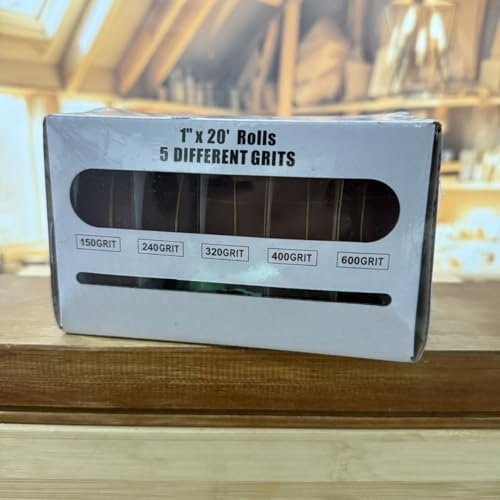 1" x 20' Rolls
5 DIFFERENT GRITS
150GRIT 240GRIT 320GRIT 400GRIT 600GRIT